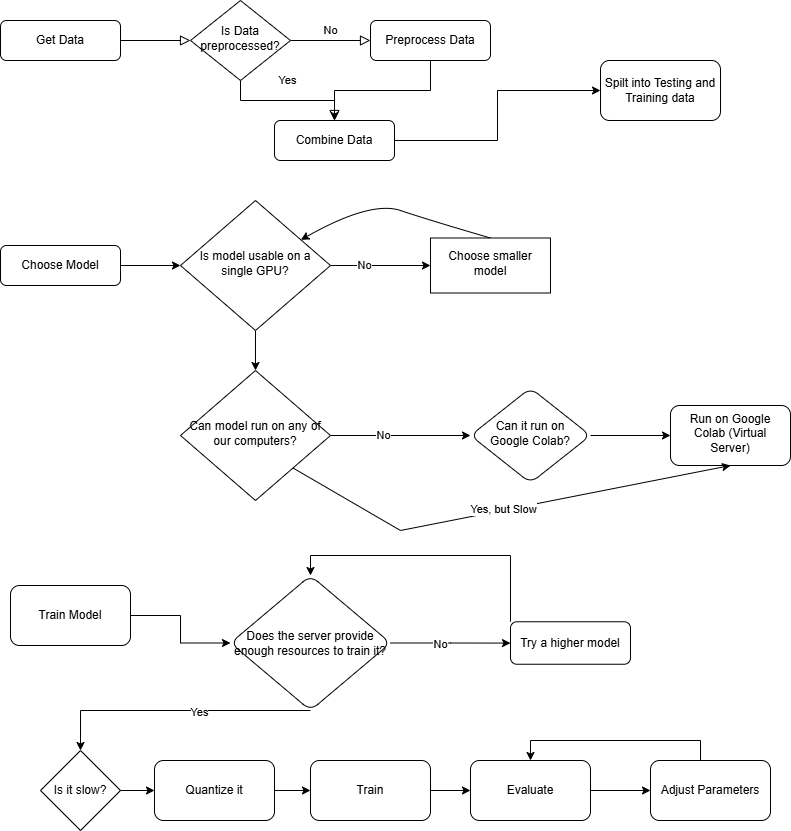 Is Data
preprocessed?
Get Data
No
Preprocess Data
Yes
Spilt into Testing and
Training data
Combine Data
Choose Model
Is model usable on a
single GPU?
No
Choose smaller
model
Can model run on any of
our computers?
No
Can it run on
Google Colab?
Run on Google
Colab (Virtual
Server)
Yes, but Slow
Train Model
Does the server provide
enough resources to train it?
No
Try a higher model
Yes
Is it slow?
Quantize it
Train
Evaluate
Adjust Parameters